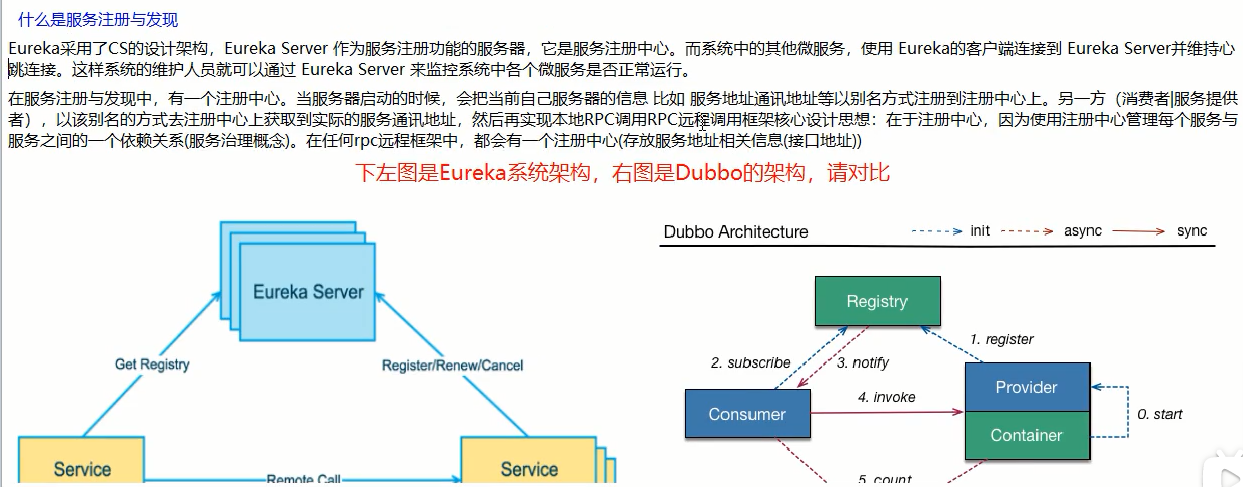 什么是服务注册与发现
Eureka采用了CS的设计架构，Eureka Server 作为服务注册功能的服务器，它是服务注册中心。而系统中的其他微服务，使用 Eureka的客户端连接到 Eureka Server并维持心
跳连接。这样系统的维护人员就可以通过 Eureka Server 来监控系统中各个微服务是否正常运行。
在服务注册与发现中，有一个注册中心。当服务器启动的时候，会把当前自己服务器的信息 比如 服务地址通讯地址等以别名方式注册到注册中心上。另一方（消费者|服务提供
者），以该别名的方式去注册中心上获取到实际的服务通讯地址，然后再实现本地RPC调用RPC远程调用框架核心设计思想：在于注册中心，因为使用注册中心管理每个服务与
服务之间的一个依赖关系(服务治理概念)。在任何rpc远程框架中，都会有一个注册中心(存放服务地址相关信息(接口地址))
下左图是Eureka系统架构，右图是Dubbo的架构，请对比
Eureka Server
Get Registry
Register/Renew/Cancel
Service
Service
Remote Call
Dubbo Architecture
init
async
sync
Registry
1. register
2. subscribe
3. notify
Provider
4. invoke
Consumer
0. start
Container
5. count